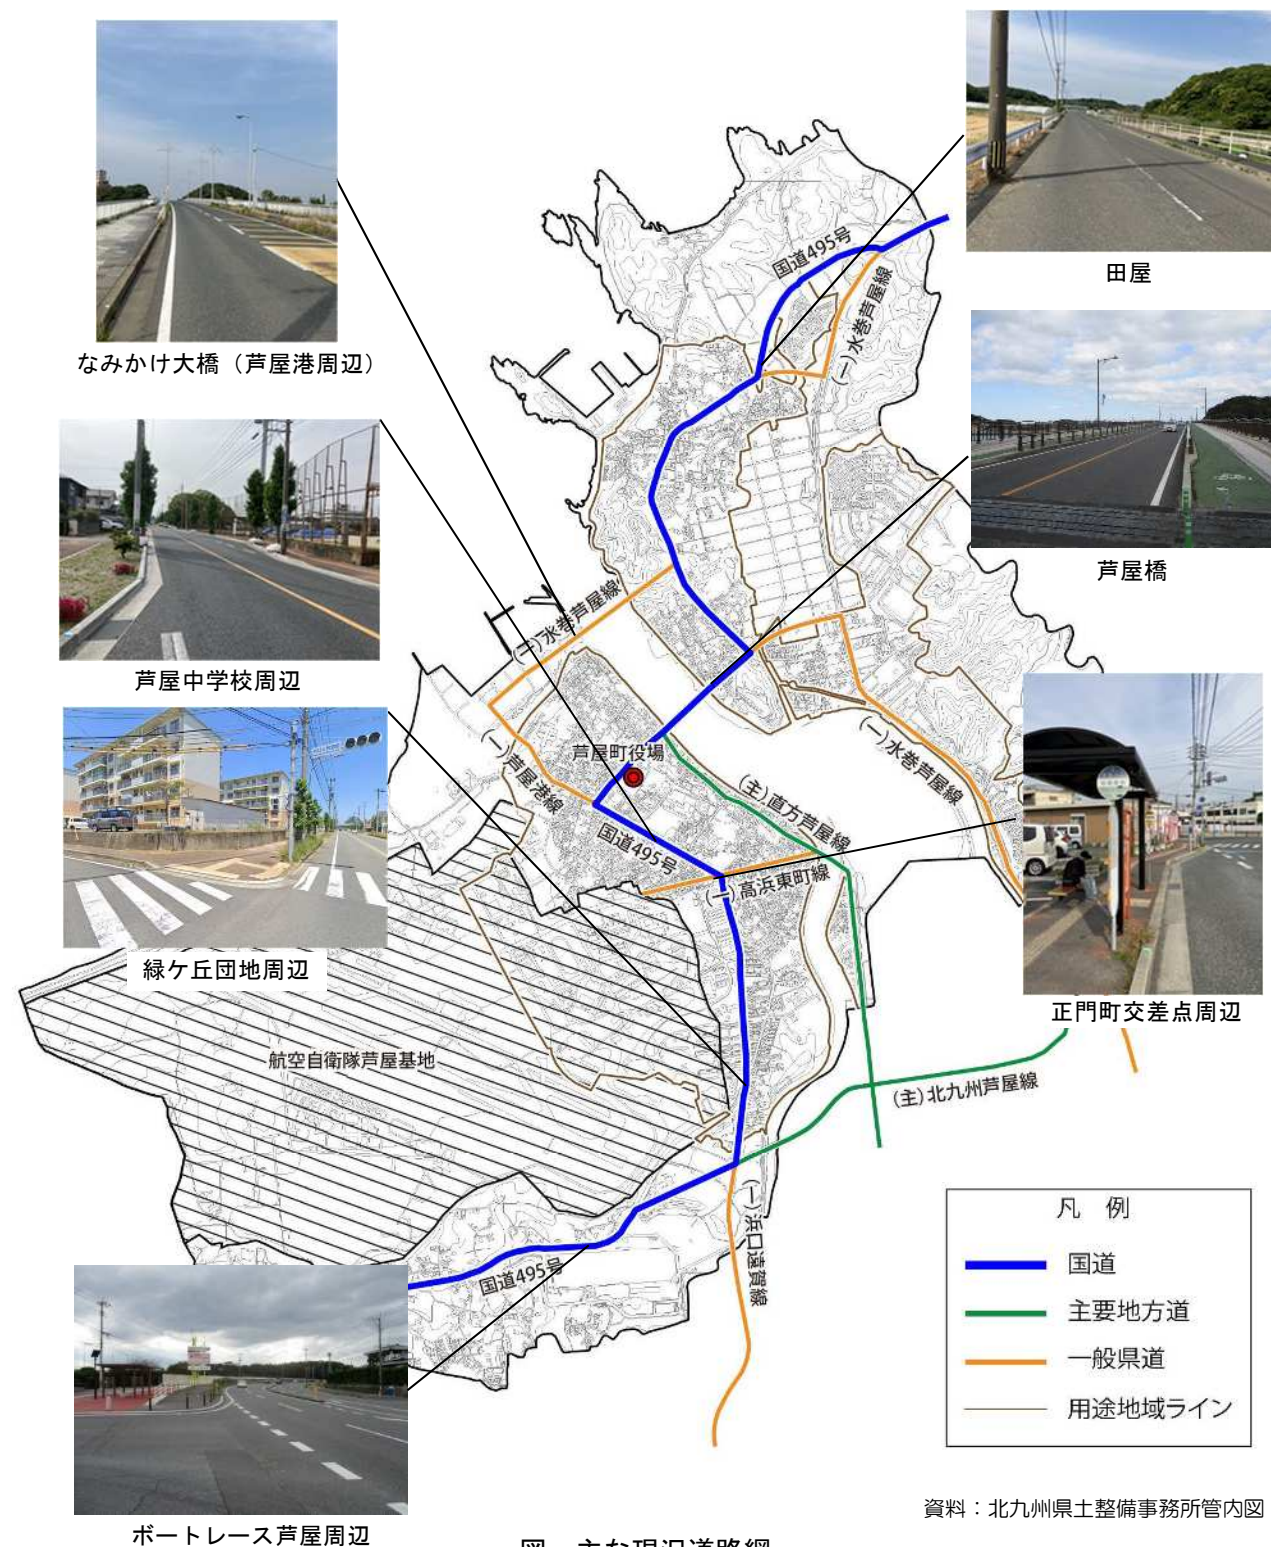 なみかけ大橋（芦屋港周辺）
芦屋中学校周辺
緑ケ丘団地周辺
ボートレース芦屋周辺
田屋
芦屋橋
正門町交差点周辺
国道495号
(一)水巻芦屋線
(一)水巻芦屋線
(一)水巻芦屋線
(一)芦屋港線
芦屋町役場
(主)直方芦屋線
国道495号
(一)高浜東町線
航空自衛隊芦屋基地
(主)北九州芦屋線
(一)浜口遠賀線
国道495号
凡 例
国道
主要地方道
一般県道
用途地域ライン
資料：北九州県土整備事務所管内図
図 主な現況道路網